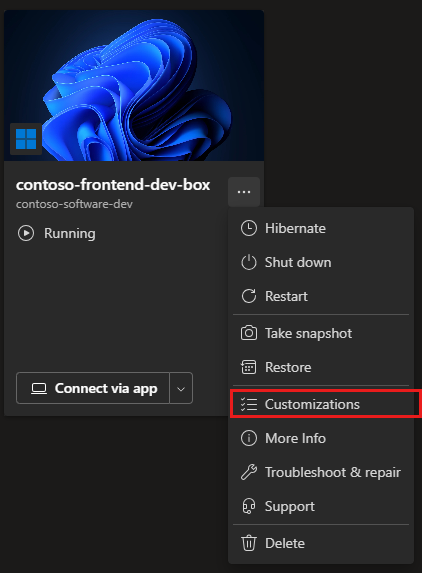 contoso-frontend-dev-box
contoso-software-dev
Running
Connect via app
Hibernate
Shut down
Restart
Take snapshot
Restore
Customizations
More Info
Troubleshoot & repair
Support
Delete